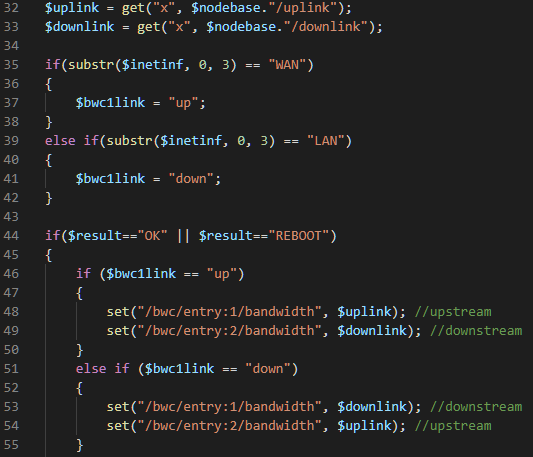 32 $uplink = get("x", $nodebase."/uplink");
33 $downlink = get("x", $nodebase."/downlink");
34
35 if(substr($inetinf, 0, 3) == "WAN")
36 {
37     $bwc1link = "up";
38 }
39 else if(substr($inetinf, 0, 3) == "LAN")
40 {
41     $bwc1link = "down";
42 }
43
44 if($result=="OK" || $result=="REBOOT")
45 {
46     if ($bwc1link == "up")
47     {
48         set("/bwc/entry:1/bandwidth", $uplink); //upstream
49         set("/bwc/entry:2/bandwidth", $downlink); //downstream
50     }
51     else if ($bwc1link == "down")
52     {
53         set("/bwc/entry:1/bandwidth", $downlink); //downstream
54         set("/bwc/entry:2/bandwidth", $uplink); //upstream
55     }